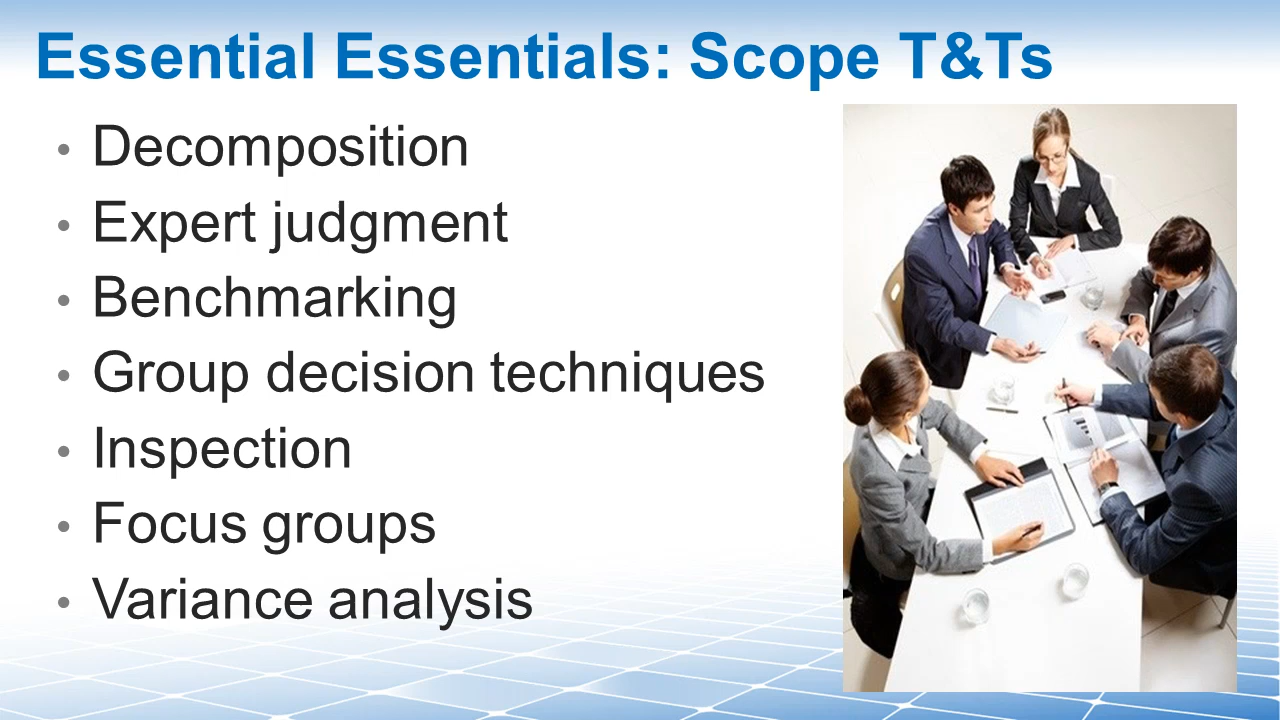 Essential Essentials: Scope T&Ts
• Decomposition
• Expert judgment
• Benchmarking
• Group decision techniques
• Inspection
• Focus groups
• Variance analysis